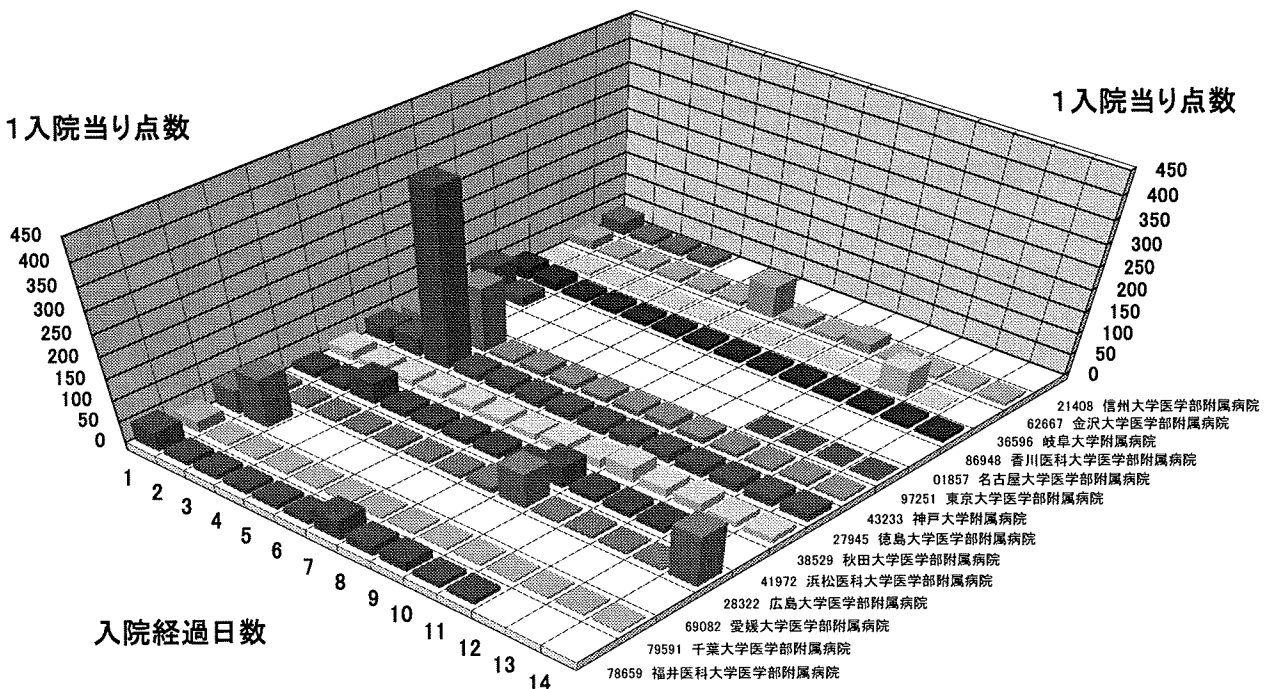 1入院当り点数
450
400
350
300
250
200
150
100
50
0
1入院当り点数
450
400
350
300
250
200
150
100
50
0
1
2
3
4
5
6
7
8
9
10
11
12
13
14
入院経過日数
21408 信州大学医学部附属病院
62667 金沢大学医学部附属病院
36596 岐阜大学附属病院
86948 香川医科大学医学部附属病院
01857 名古屋大学医学部附属病院
97251 東京大学医学部附属病院
43233 神戸大学附属病院
27945 徳島大学医学部附属病院
38529 秋田大学医学部附属病院
41972 浜松医科大学医学部附属病院
28322 広島大学医学部附属病院
69082 愛媛大学医学部附属病院
79591 千葉大学医学部附属病院
78659 福井医科大学医学部附属病院